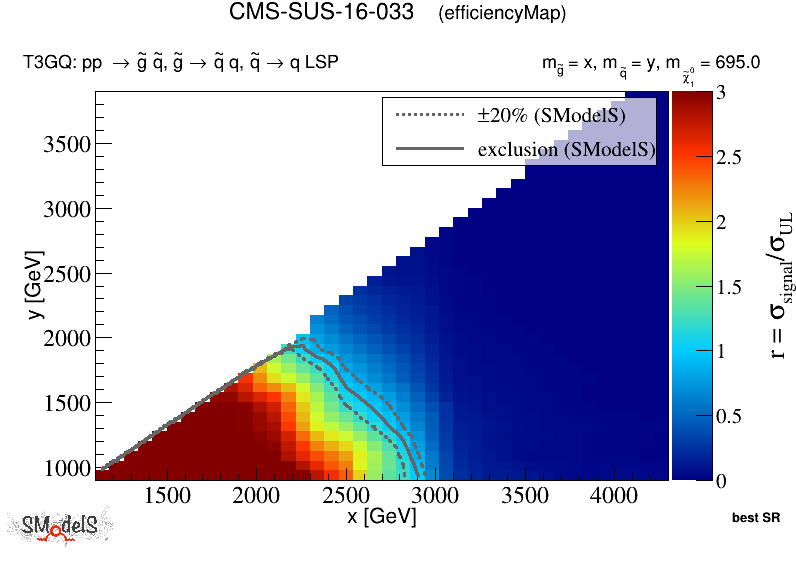 CMS-SUS-16-033 (efficiencyMap)
T3GQ: pp → g̃ q̃, g̃ → q̃ q, q̃ → q LSP m_g̃ = x, m_q̃ = y, m_χ̃₁⁰ = 695.0
±20% (SModelS)
exclusion (SModelS)
y [GeV]
3500
3000
2500
2000
1500
1000
1500 2000 2500 3000 3500 4000
x [GeV]
3
2.5
2
1.5
1
0.5
0
r = σ_signal/σ_UL
SModelS
best SR